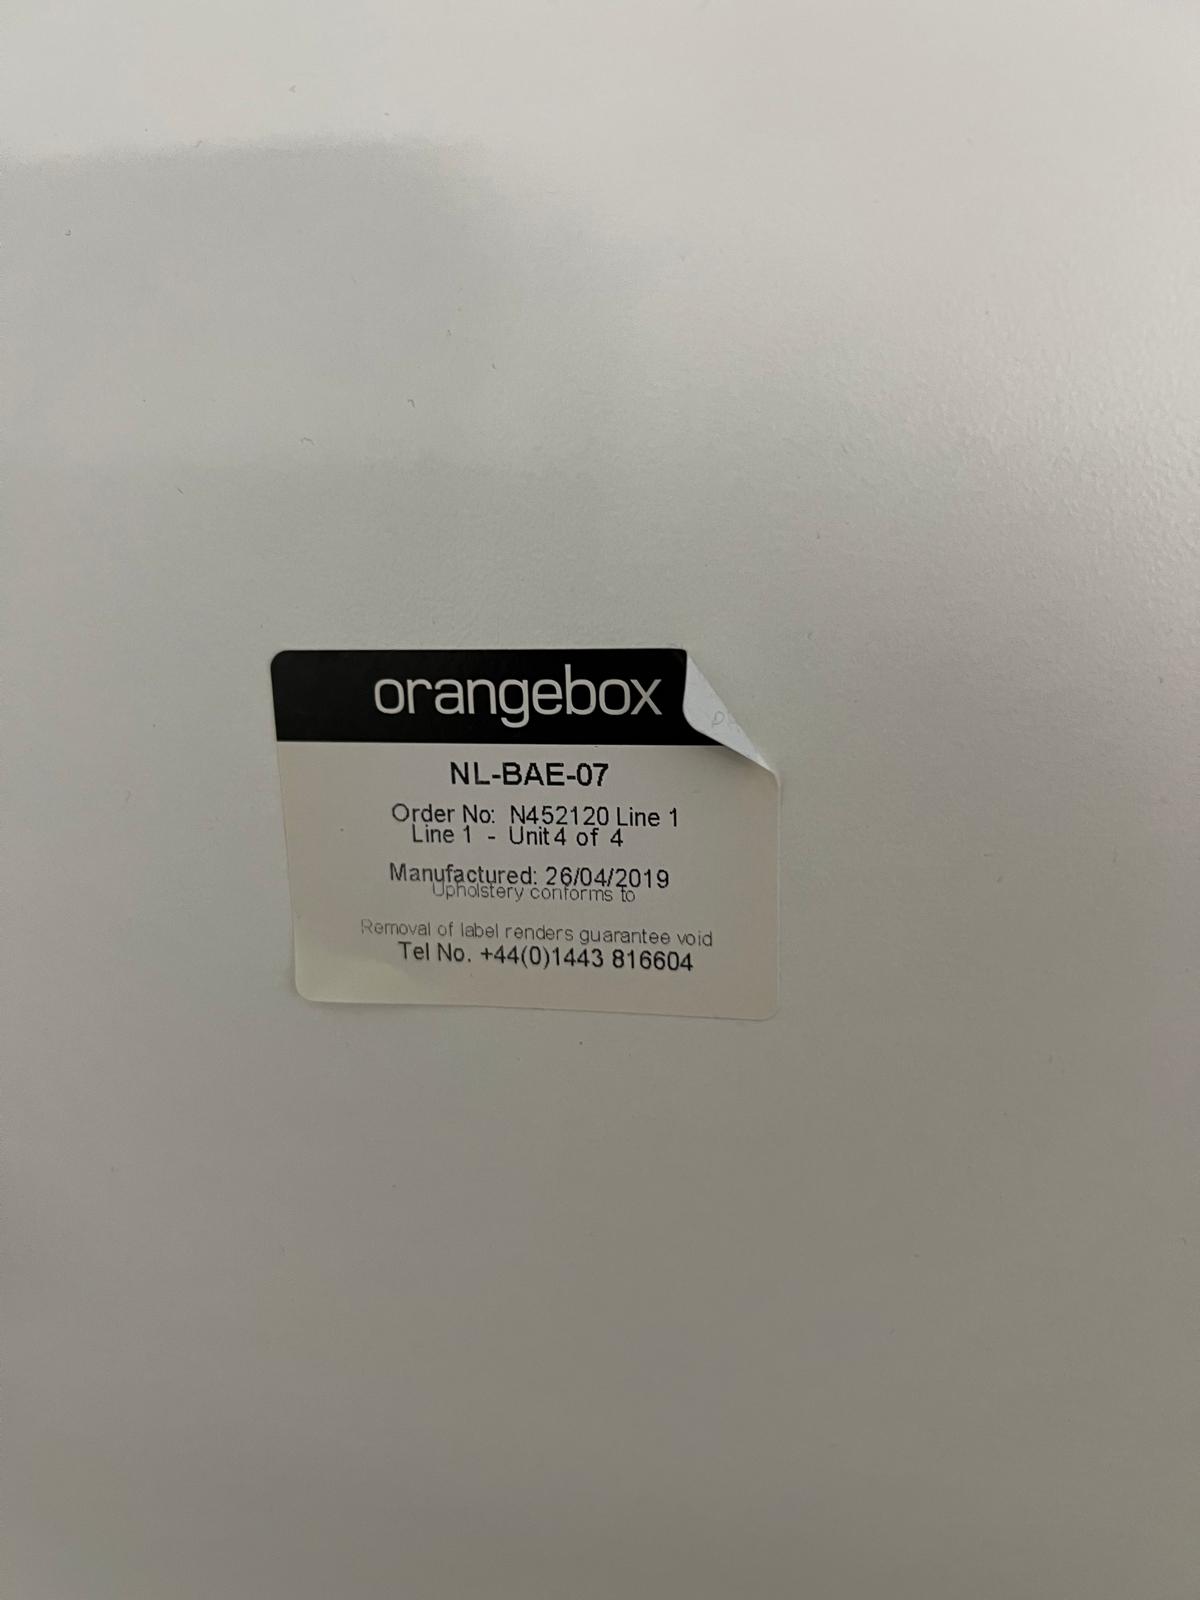 orangebox
NL-BAE-07
Order No: N452120 Line 1
Line 1 - Unit 4 of 4
Manufactured: 26/04/2019
Upholstery conforms to
Removal of label renders guarantee void
Tel No. +44(0)1443 816604